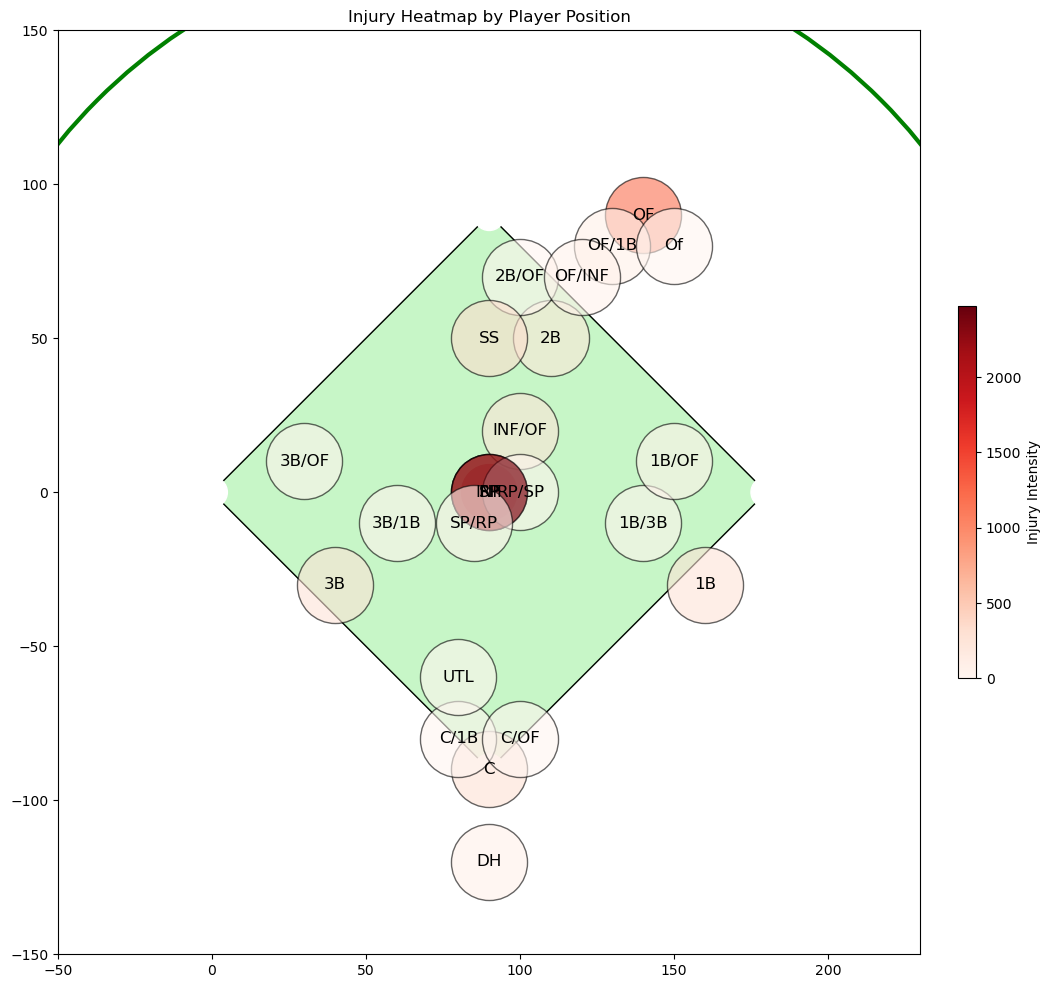 Injury Heatmap by Player Position
150
100
50
0
−50
−100
−150
OF
OF/1B
Of
2B/OF
OF/INF
SS
2B
INF/OF
3B/OF
1B/OF
RP/SP
3B/1B
SP/RP
1B/3B
3B
1B
UTL
C/1B
C/OF
C
DH
−50
0
50
100
150
200
2000
1500
1000
500
0
Injury Intensity